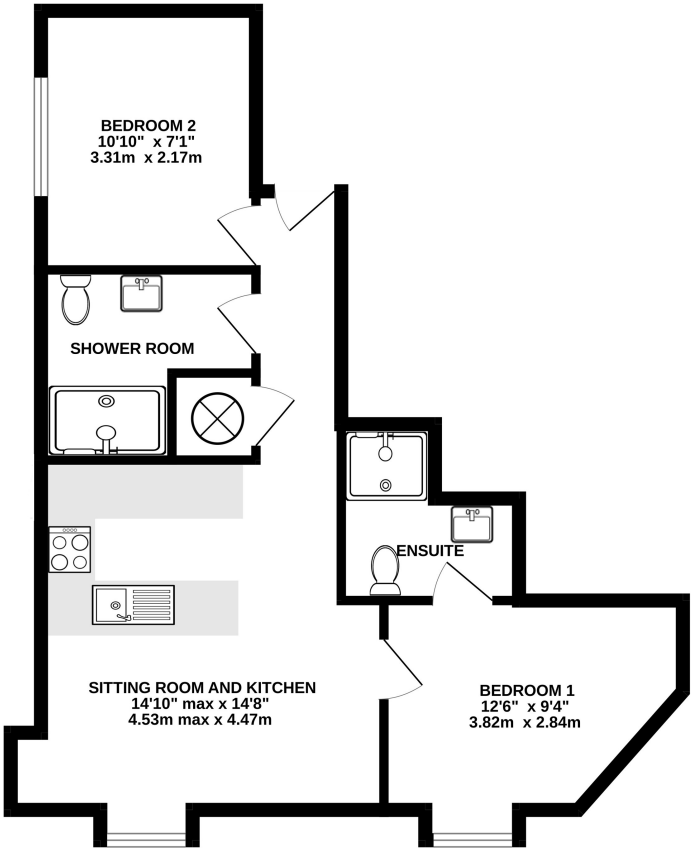 BEDROOM 2
10'10" x 7'1"
3.31m x 2.17m
SHOWER ROOM
ENSUITE
SITTING ROOM AND KITCHEN
14'10" max x 14'8"
4.53m max x 4.47m
BEDROOM 1
12'6" x 9'4"
3.82m x 2.84m